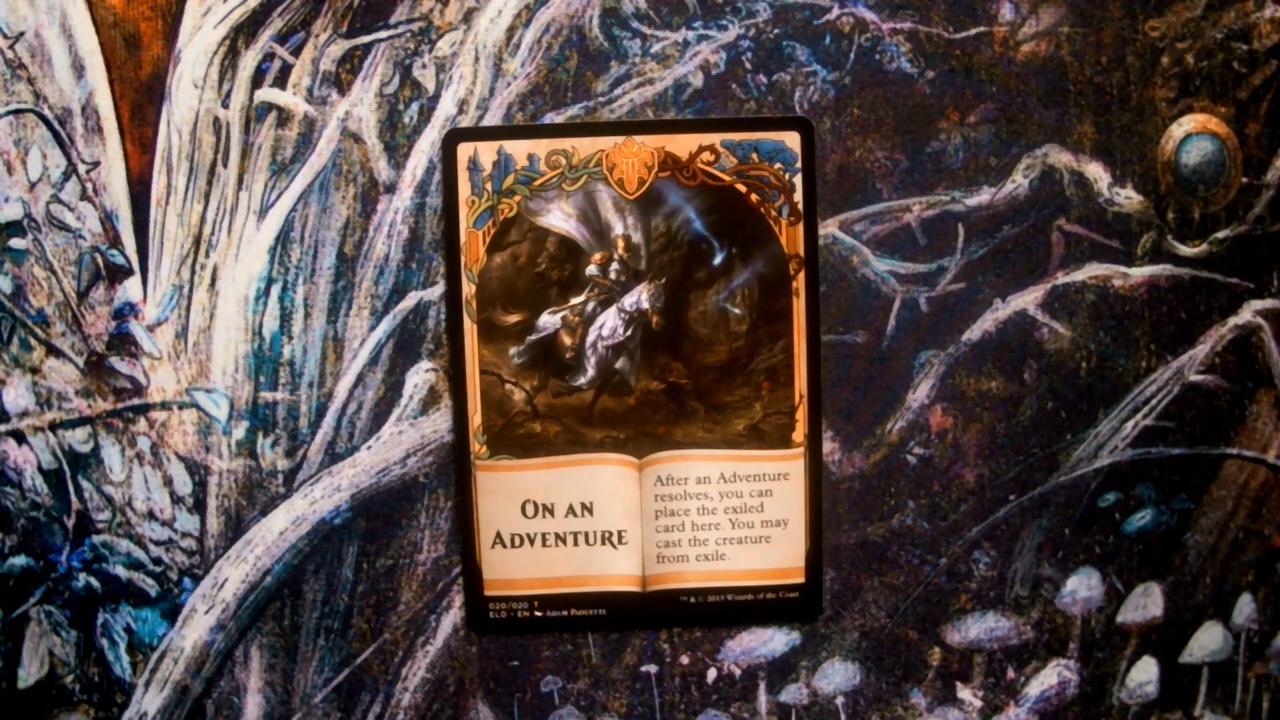 On an
Adventure
After an Adventure
resolves, you can
place the exiled
card here. You may
cast the creature
from exile.
020/020 T
ELD • EN Adam Paquette
™ & © 2019 Wizards of the Coast